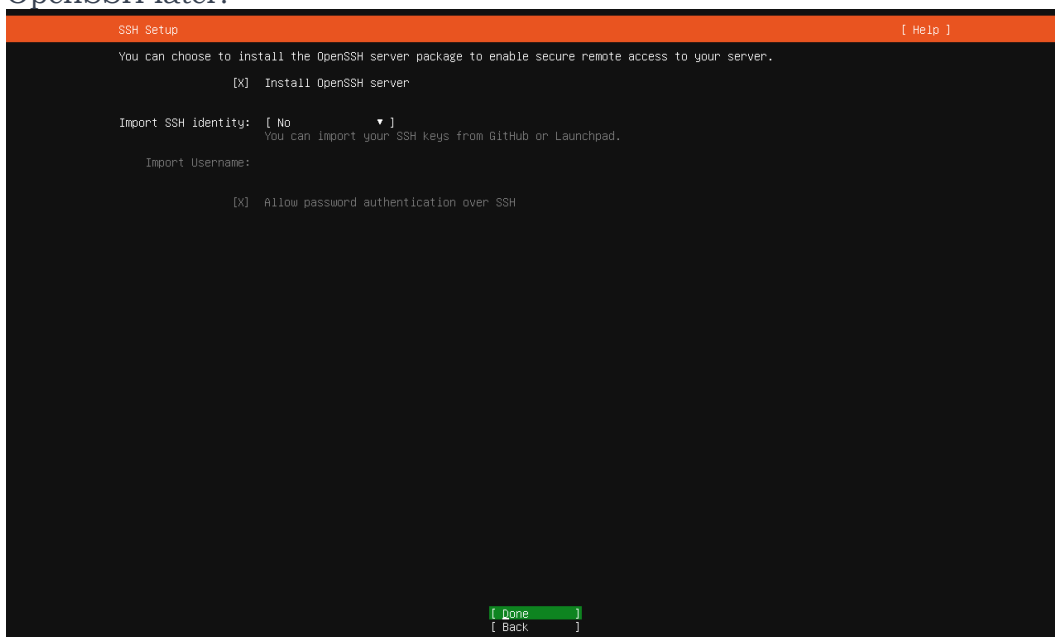 OpenSSH later.
SSH Setup [ Help ]
You can choose to install the OpenSSH server package to enable secure remote access to your server.
[X] Install OpenSSH server
Import SSH identity: [ No ▼ ]
You can import your SSH keys from GitHub or Launchpad.
Import Username:
[X] Allow password authentication over SSH
[ Done ]
[ Back ]